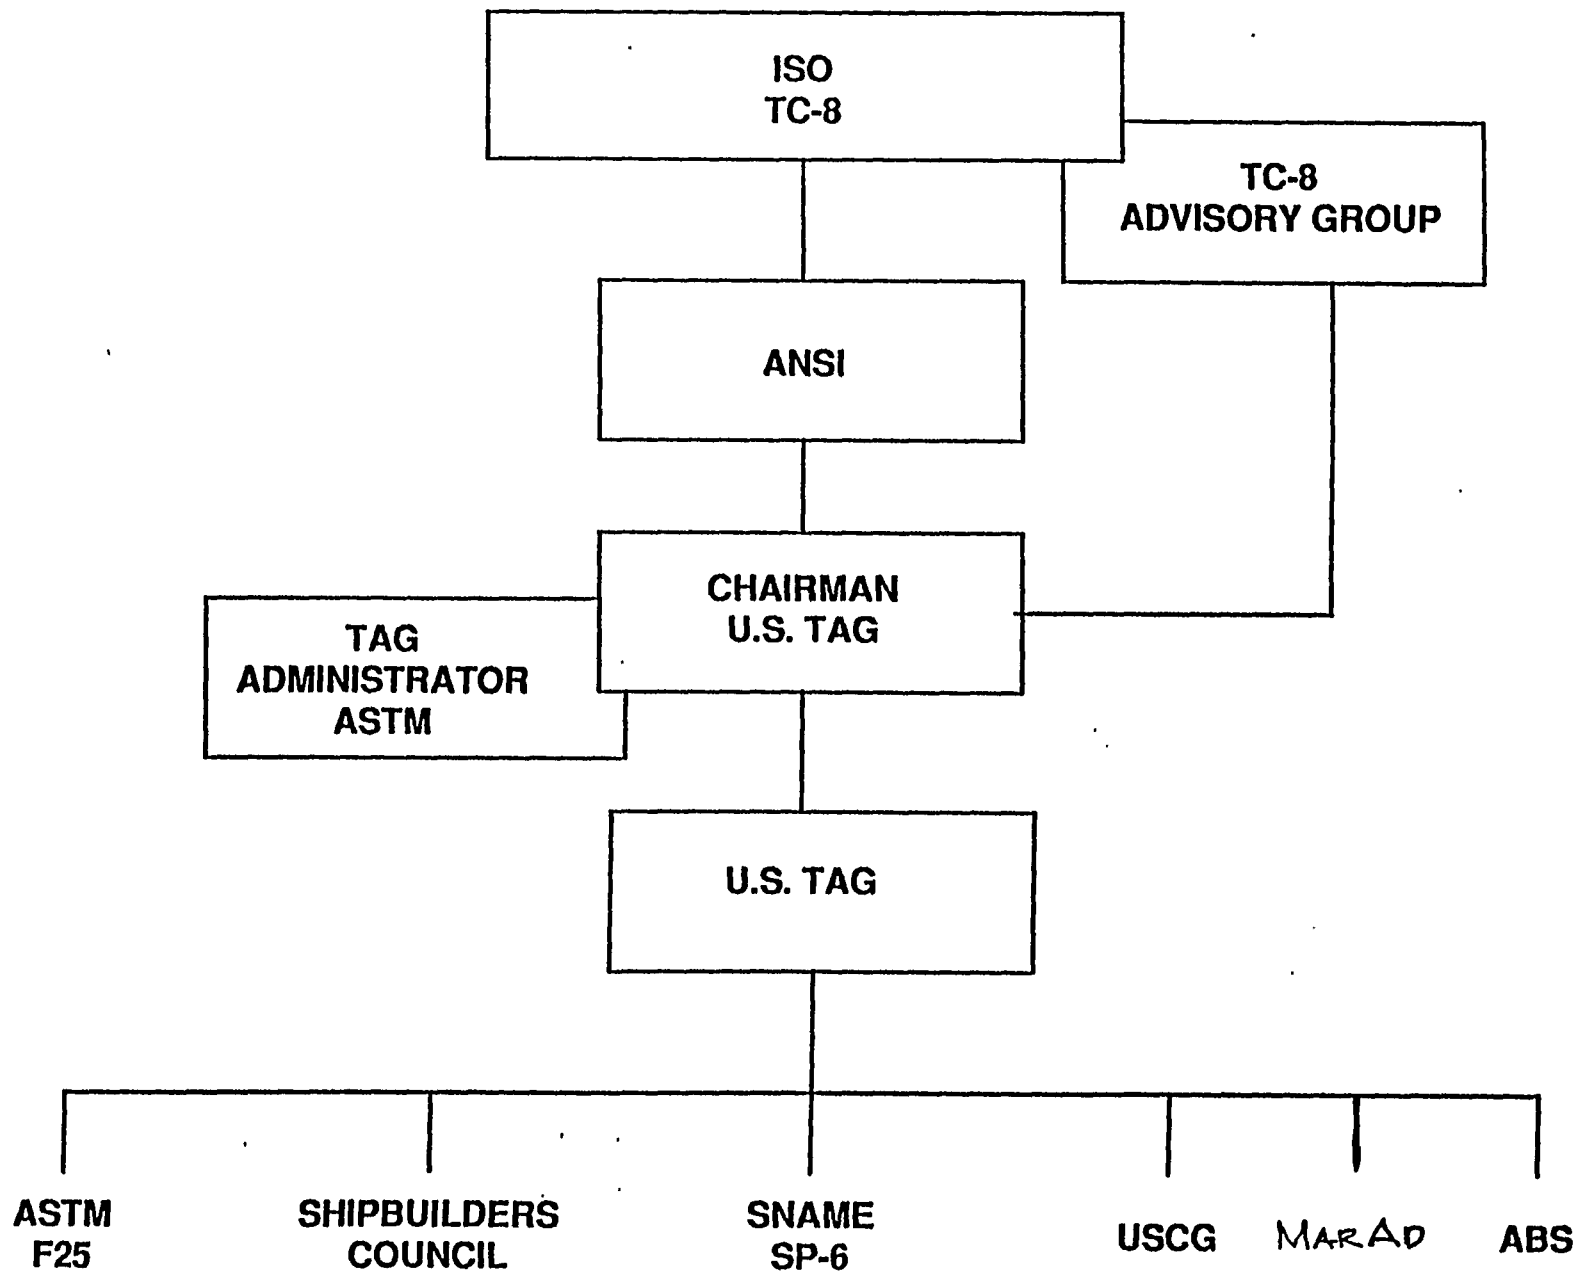 ISO
TC-8
TC-8
ADVISORY GROUP
ANSI
CHAIRMAN
U.S. TAG
TAG
ADMINISTRATOR
ASTM
U.S. TAG
ASTM
F25
SHIPBUILDERS
COUNCIL
SNAME
SP-6
USCG
MARAD
ABS